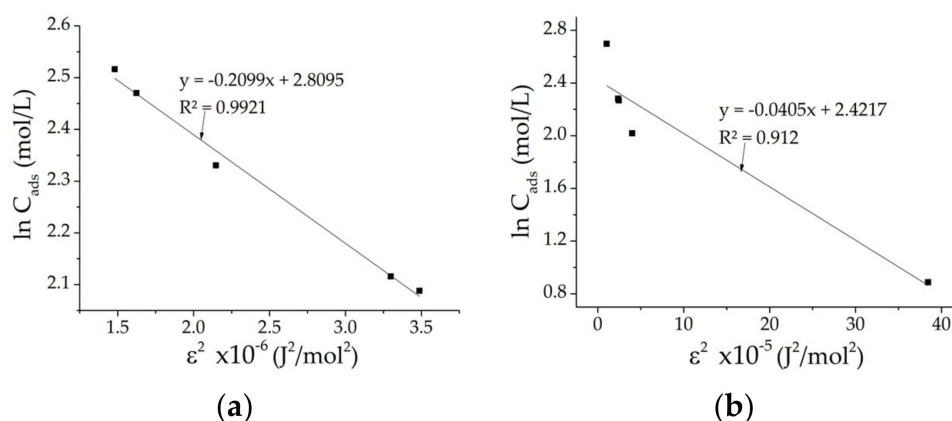 2.6
2.5
2.4
2.3
2.2
2.1
ln C_ads (mol/L)
y = -0.2099x + 2.8095
R² = 0.9921
1.5 2.0 2.5 3.0 3.5
ε² x10⁻⁶ (J²/mol²)
(a)
2.8
2.4
2.0
1.6
1.2
0.8
ln C_ads (mol/L)
y = -0.0405x + 2.4217
R² = 0.912
0 10 20 30 40
ε² x10⁻⁵ (J²/mol²)
(b)